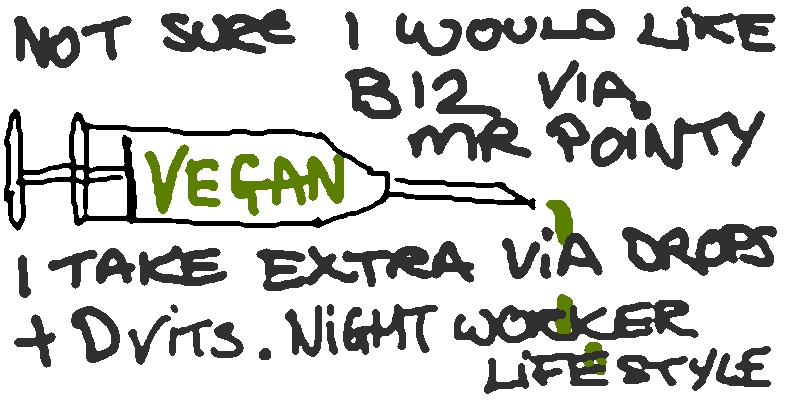 NOT SURE I WOULD LIKE
B12 VIA
MR POINTY
VEGAN
I TAKE EXTRA VIA DROPS
+ D VITS. NIGHT WORKER
LIFESTYLE